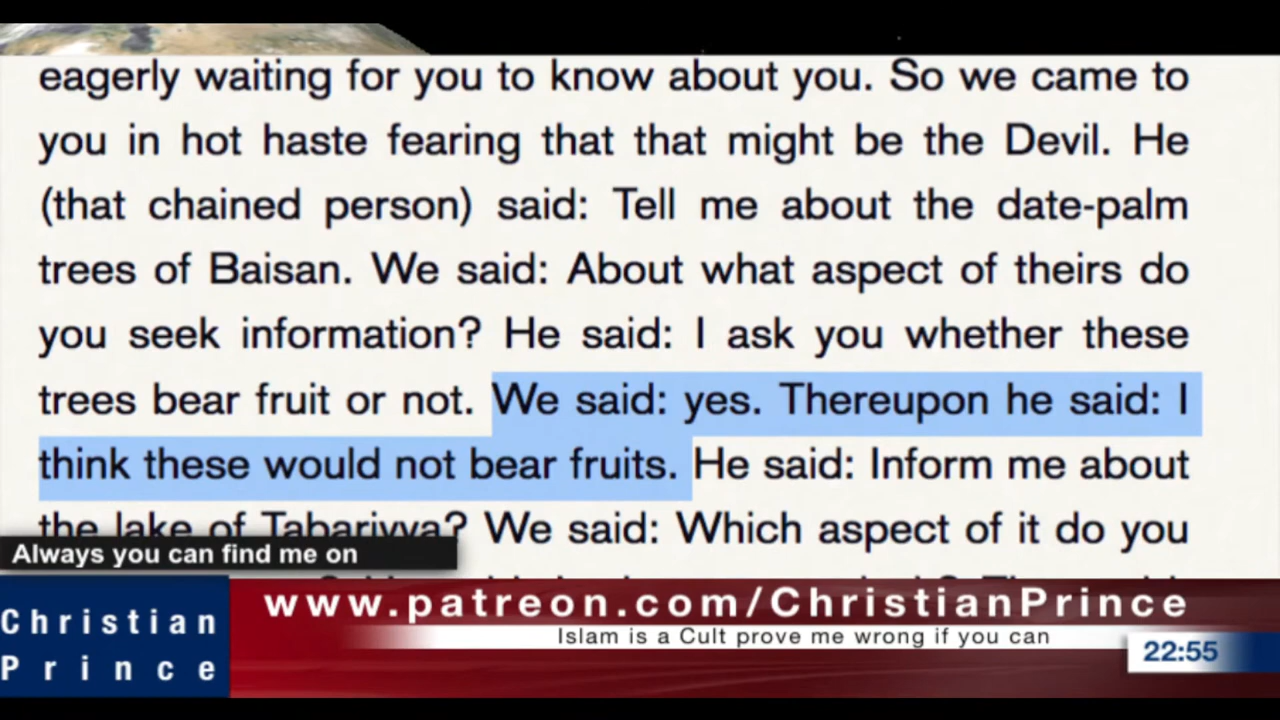 eagerly waiting for you to know about you. So we came to
you in hot haste fearing that that might be the Devil. He
(that chained person) said: Tell me about the date-palm
trees of Baisan. We said: About what aspect of theirs do
you seek information? He said: I ask you whether these
trees bear fruit or not. We said: yes. Thereupon he said: I
think these would not bear fruits. He said: Inform me about
the lake of Tabariyya? We said: Which aspect of it do you
Always you can find me on
www.patreon.com/ChristianPrince
Islam is a Cult prove me wrong if you can
Christian
Prince
22:55